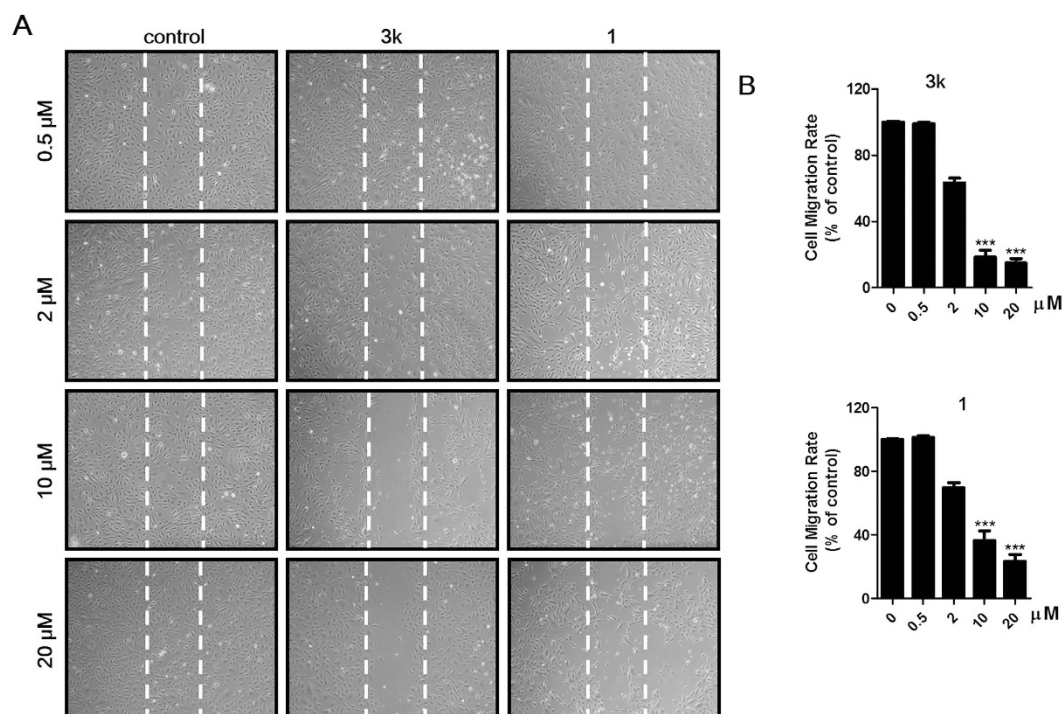 A
control 3k 1
0.5 μM
2 μM
10 μM
20 μM
B
3k
Cell Migration Rate
(% of control)
120
80
40
0
*** ***
0 0.5 2 10 20 μM
1
Cell Migration Rate
(% of control)
120
80
40
0
*** ***
0 0.5 2 10 20 μM